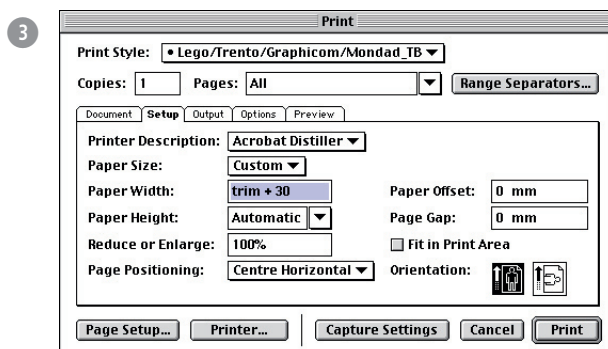 3
Print
Print Style: • Lego/Trento/Graphicom/Mondad_TB
Copies: 1 Pages: All Range Separators...
Document Setup Output Options Preview
Printer Description: Acrobat Distiller
Paper Size: Custom
Paper Width: trim + 30 Paper Offset: 0 mm
Paper Height: Automatic Page Gap: 0 mm
Reduce or Enlarge: 100% Fit in Print Area
Page Positioning: Centre Horizontal Orientation:
Page Setup... Printer... Capture Settings Cancel Print